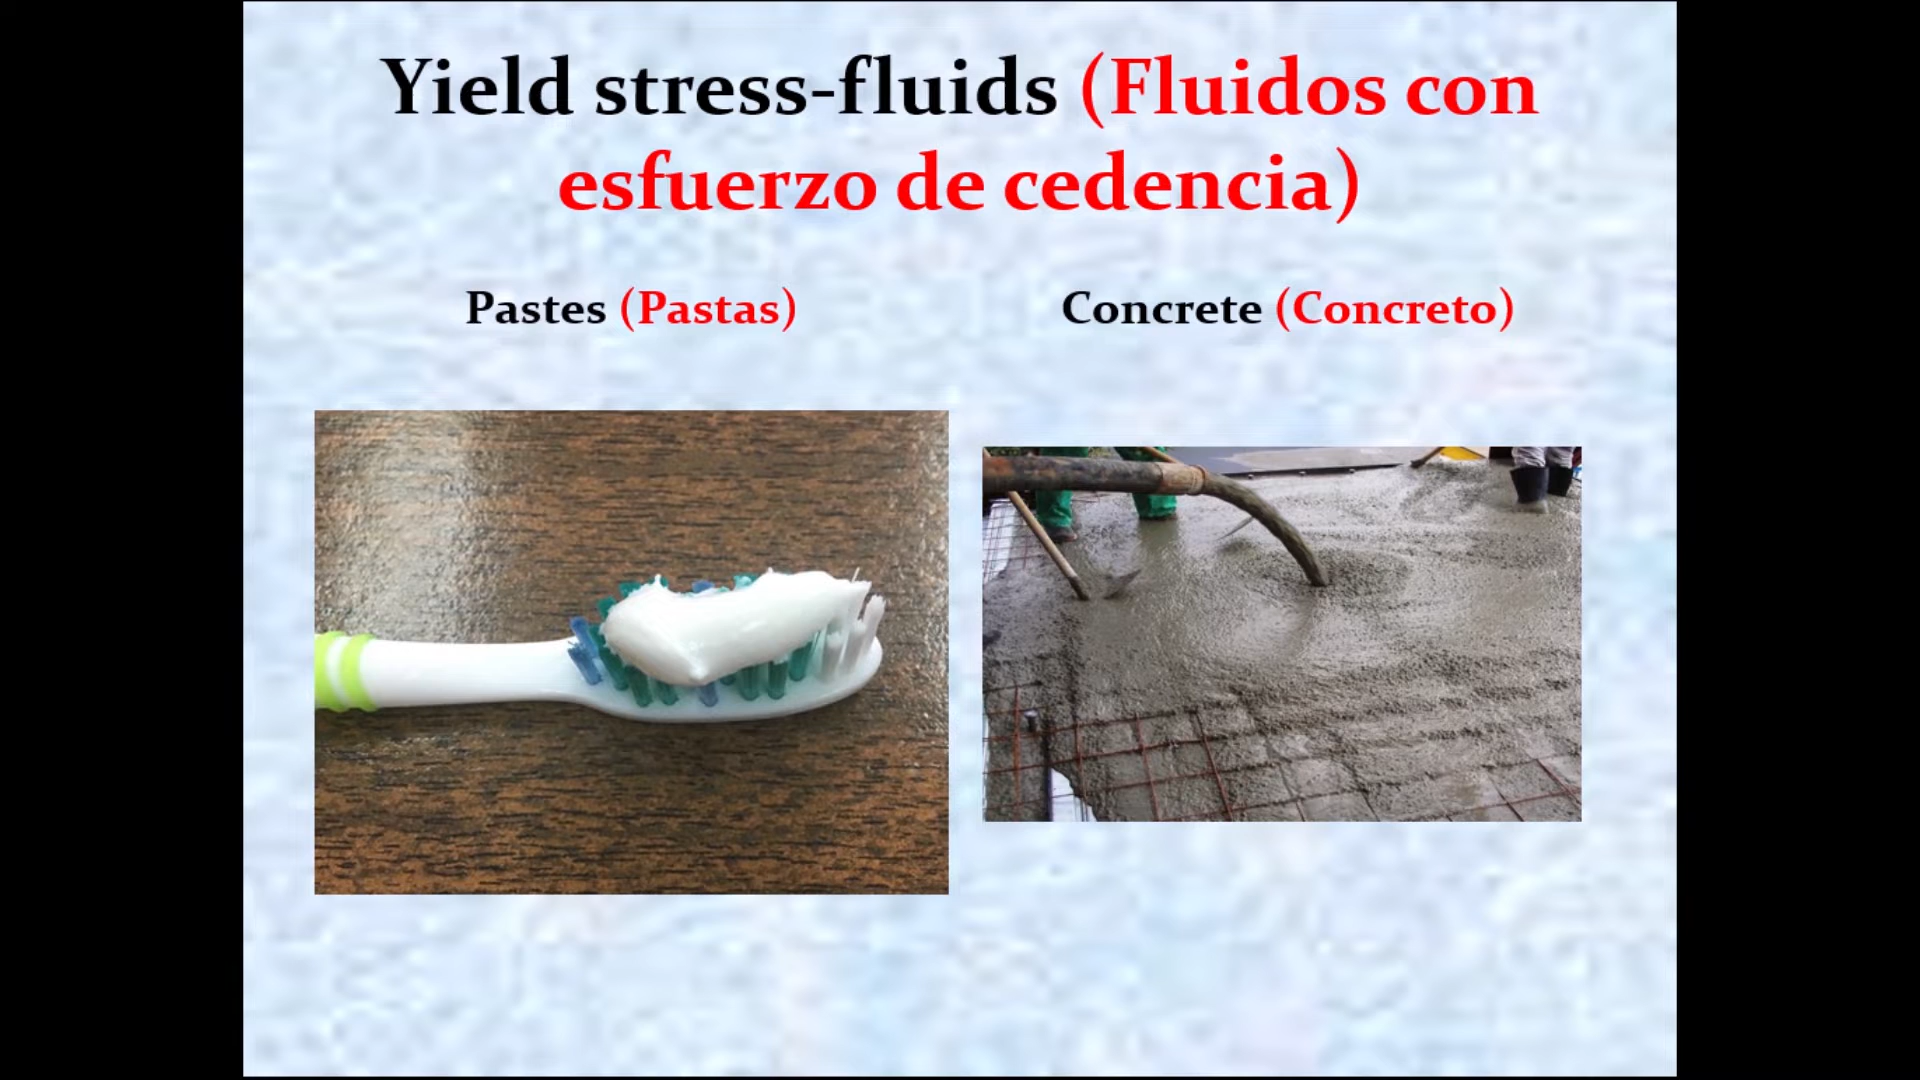 Yield stress-fluids (Fluidos con
esfuerzo de cedencia)
Pastes (Pastas)
Concrete (Concreto)